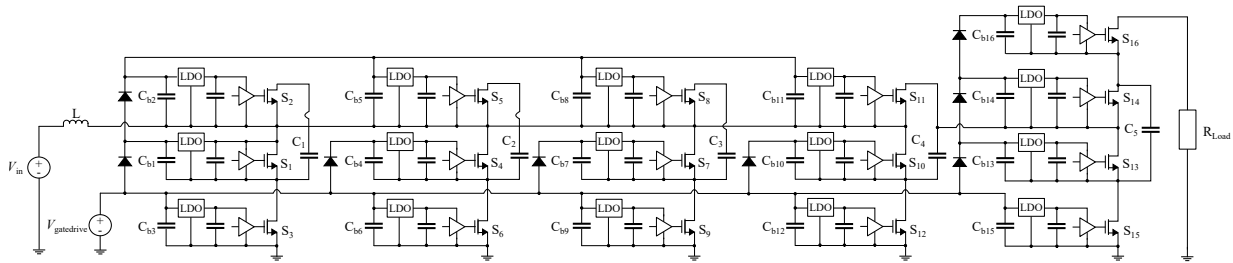 LDO
C_b16
S_16
LDO LDO LDO LDO LDO
C_b2 S_2 C_b5 S_5 C_b8 S_8 C_b11 S_11 C_b14 S_14
L C_1 C_2 C_3 C_4 C_5 R_Load
LDO LDO LDO LDO LDO
V_in + - C_b1 S_1 C_b4 S_4 C_b7 S_7 C_b10 S_10 C_b13 S_13
LDO LDO LDO LDO LDO
V_gatedrive + - C_b3 S_3 C_b6 S_6 C_b9 S_9 C_b12 S_12 C_b15 S_15